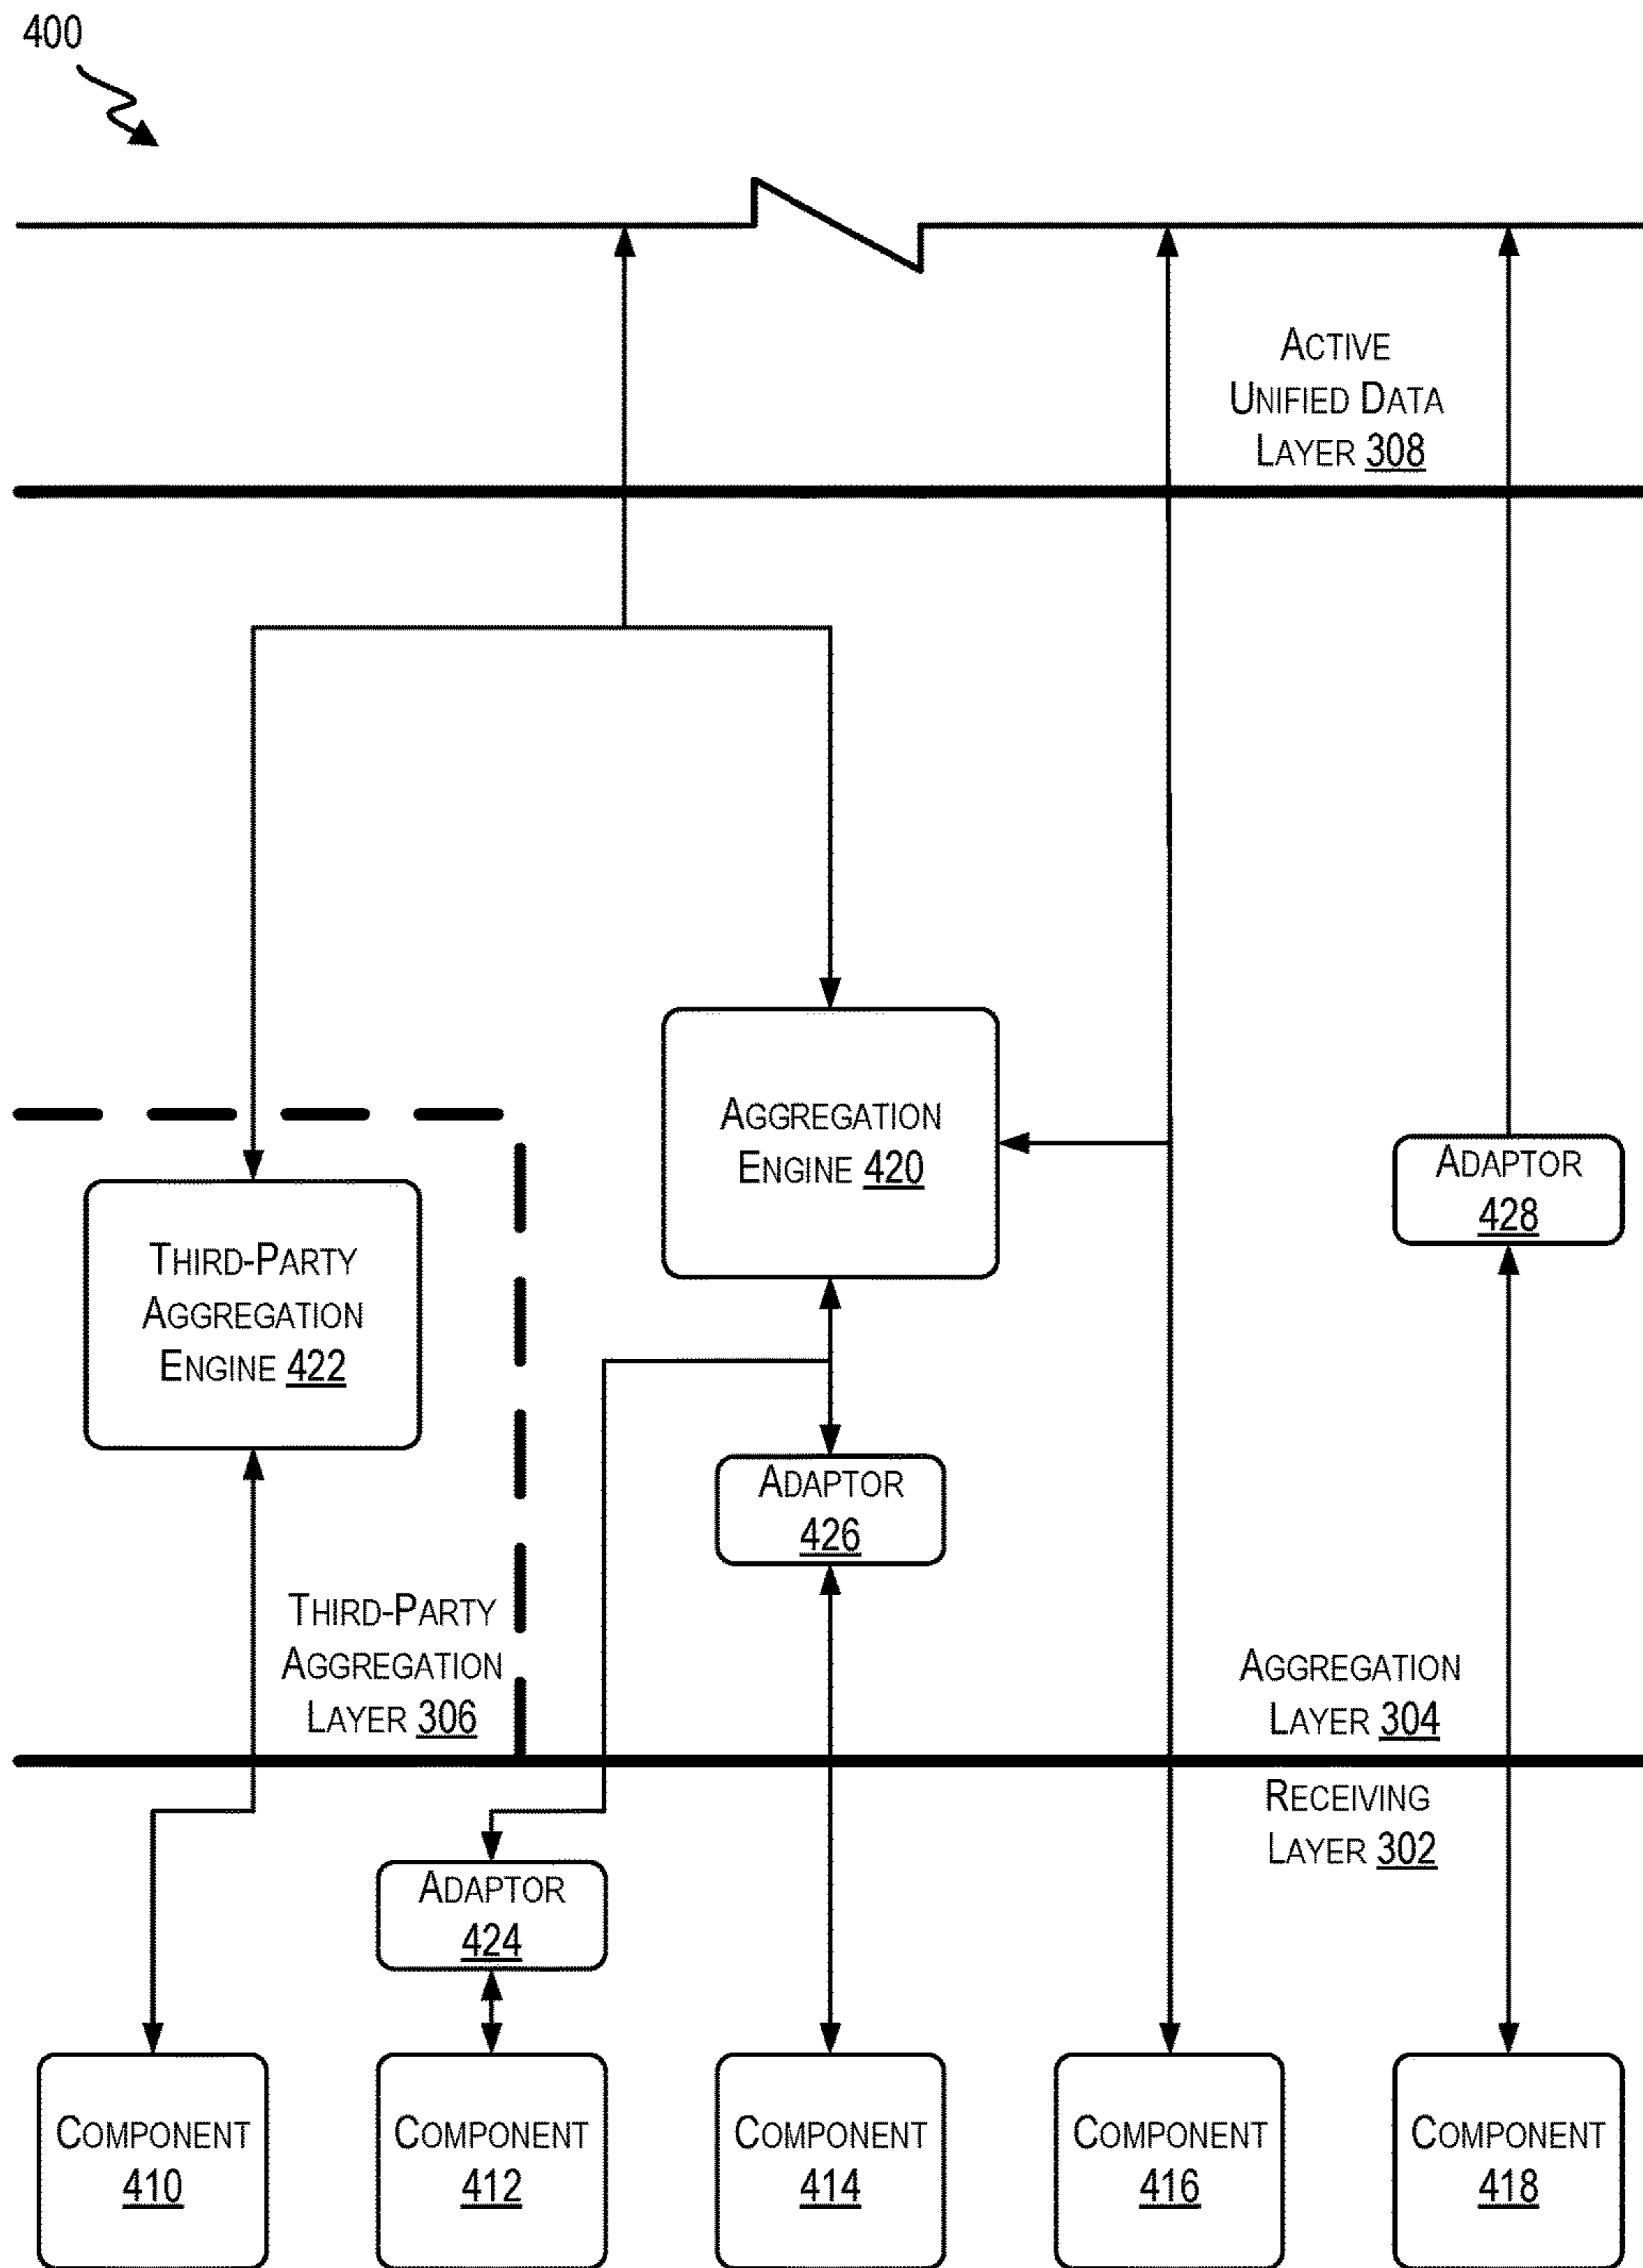 400
ACTIVE
UNIFIED DATA
LAYER 308
AGGREGATION
ENGINE 420
ADAPTOR
428
THIRD-PARTY
AGGREGATION
ENGINE 422
ADAPTOR
426
THIRD-PARTY
AGGREGATION
LAYER 306
AGGREGATION
LAYER 304
RECEIVING
LAYER 302
ADAPTOR
424
COMPONENT
410
COMPONENT
412
COMPONENT
414
COMPONENT
416
COMPONENT
418